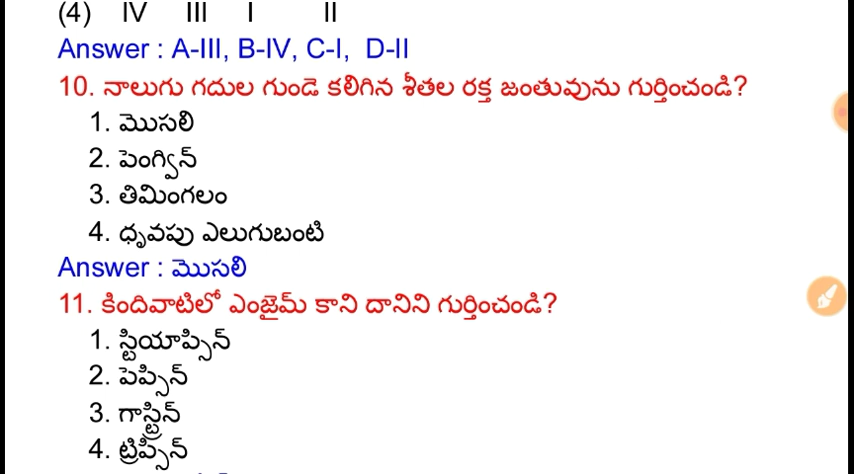 (4) IV III I II
Answer : A-III, B-IV, C-I, D-II
10. నాలుగు గదుల గుండె కలిగిన శీతల రక్త జంతువును గుర్తించండి?
1. మొసలి
2. పెంగ్విన్
3. తిమింగలం
4. ధృవపు ఎలుగుబంటి
Answer : మొసలి
11. కిందివాటిలో ఎంజైమ్ కాని దానిని గుర్తించండి?
1. స్టియాప్సిన్
2. పెప్సిన్
3. గాస్ట్రిన్
4. ట్రిప్సిన్